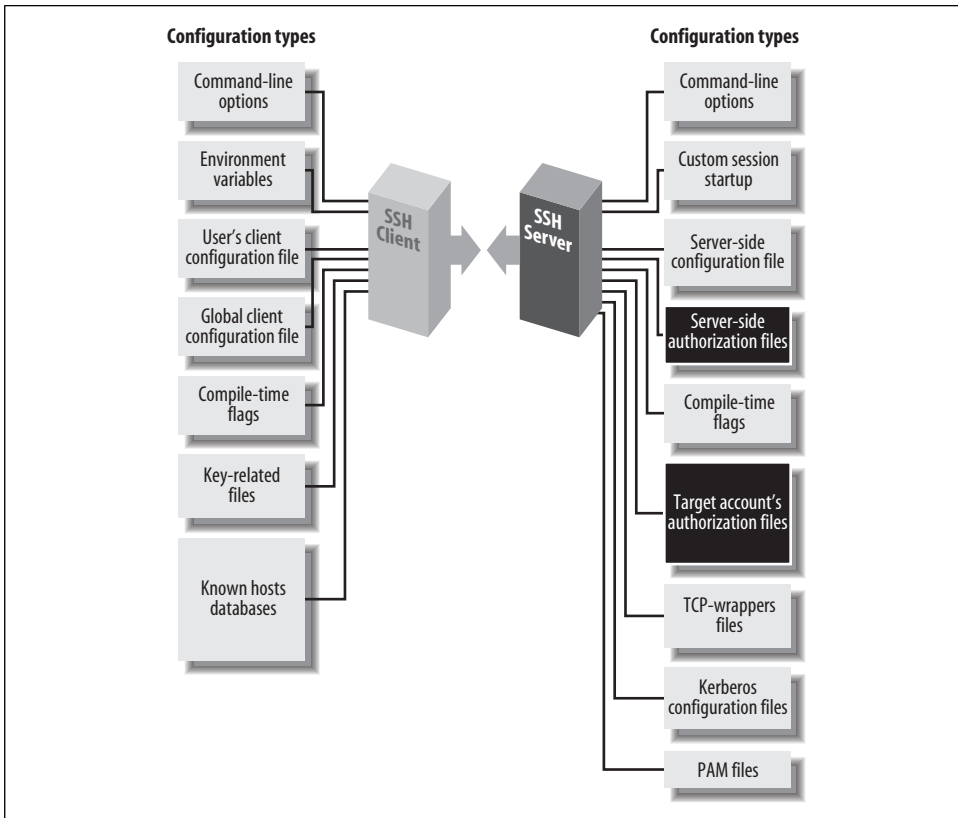 Configuration types
Command-line
options
Environment
variables
User's client
configuration file
Global client
configuration file
Compile-time
flags
Key-related
files
Known hosts
databases
SSH
Client
SSH
Server
Configuration types
Command-line
options
Custom session
startup
Server-side
configuration file
Server-side
authorization files
Compile-time
flags
Target account's
authorization files
TCP-wrappers
files
Kerberos
configuration files
PAM files